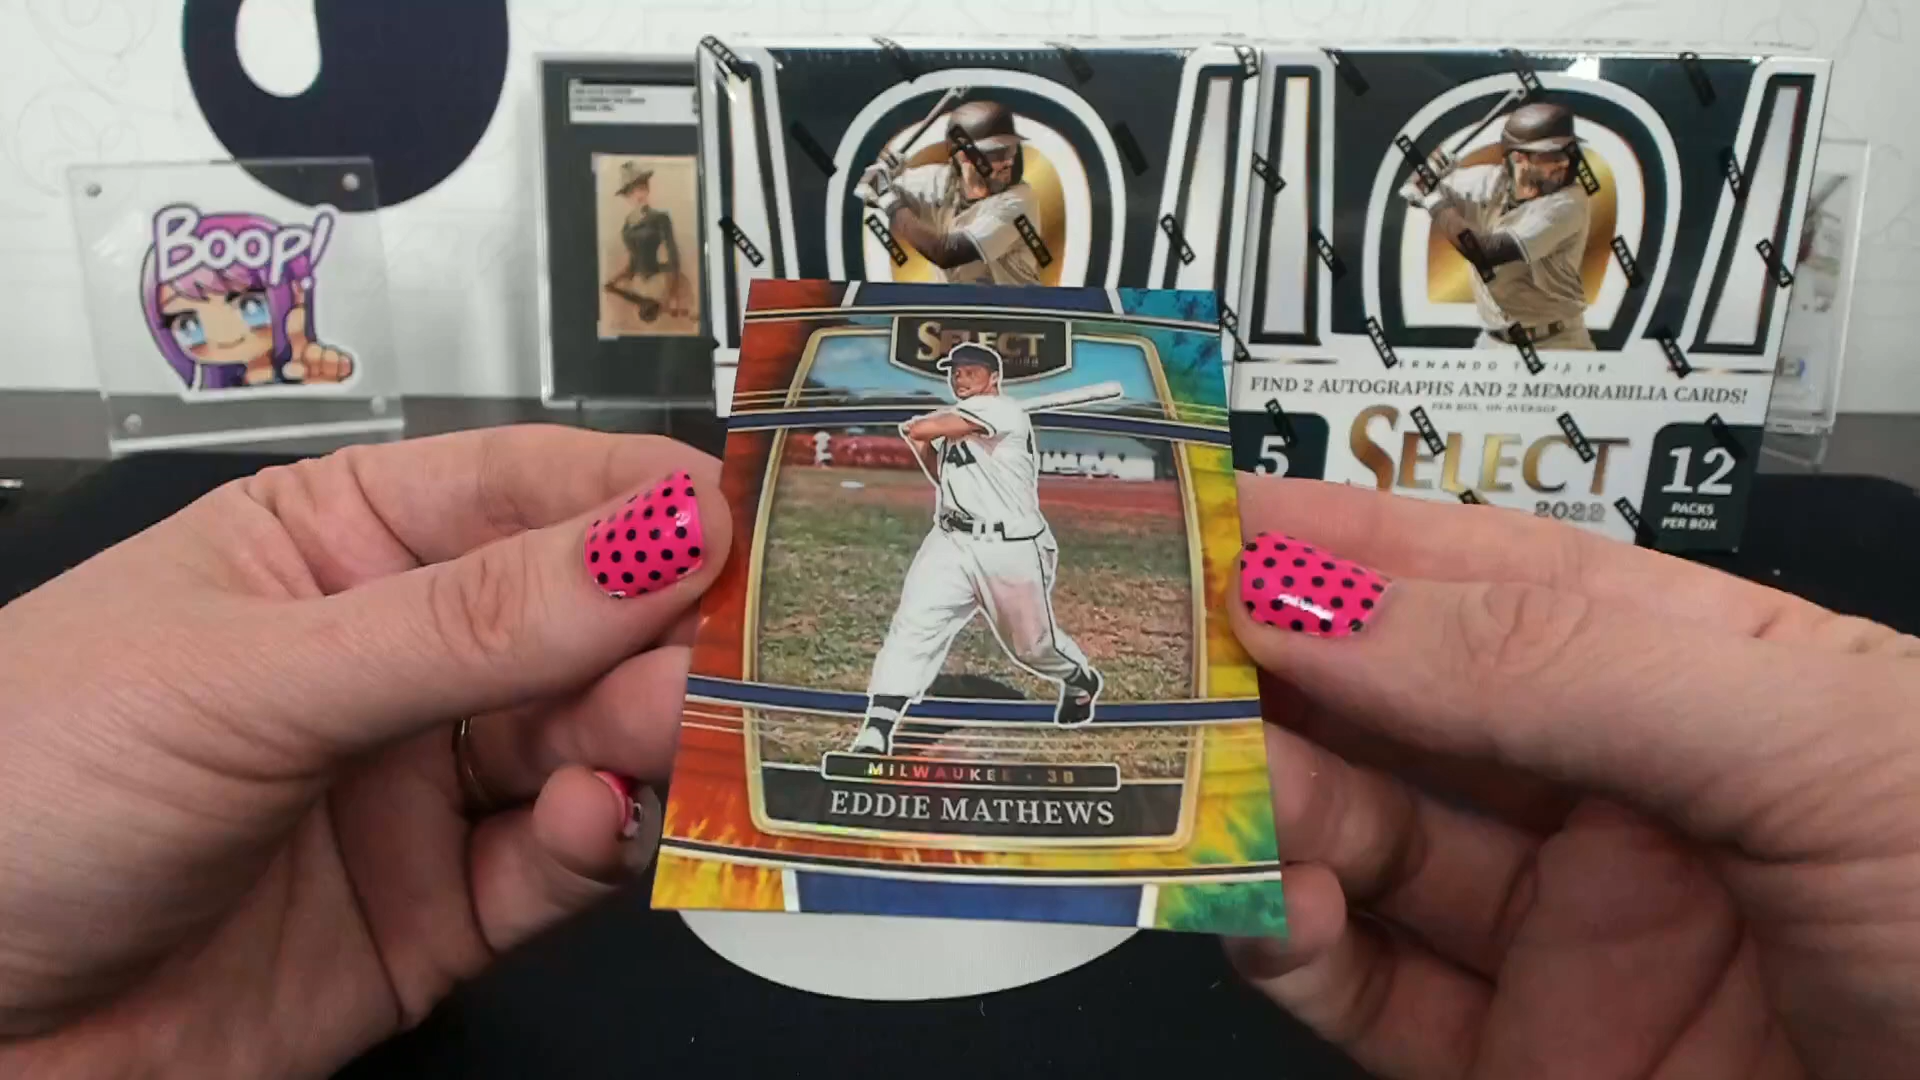 BOOP!
SELECT
MILWAUKEE • 3B
EDDIE MATHEWS
FIND 2 AUTOGRAPHS AND 2 MEMORABILIA CARDS!
PER BOX, ON AVERAGE
5
SELECT
2022
12
PACKS
PER BOX